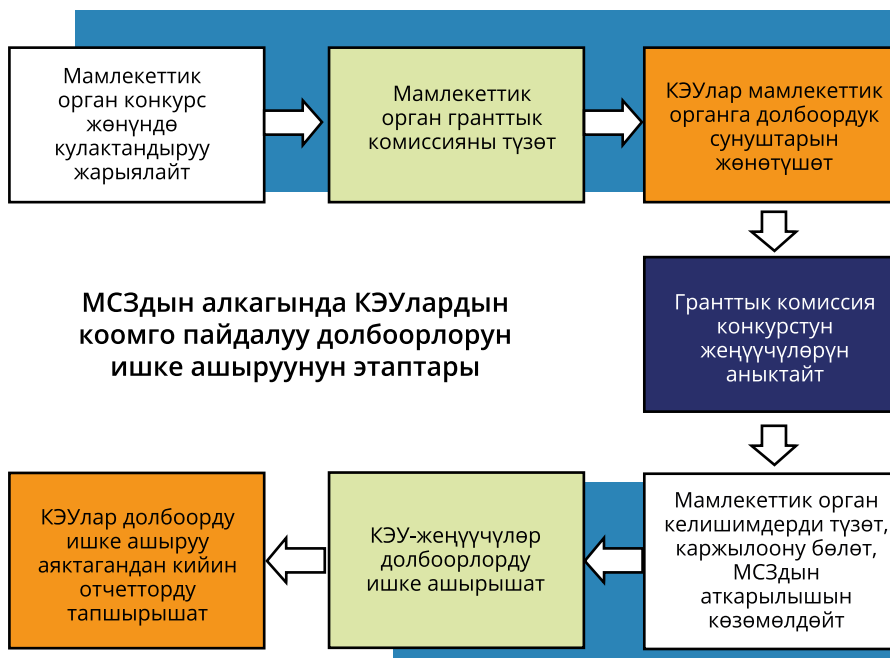 Мамлекеттик
орган конкурс
жөнүндө
кулактандыруу
жарыялайт
Мамлекеттик
орган гранттык
комиссияны түзөт
КЭУлар мамлекеттик
органга долбоордук
сунуштарын
жөнөтүшөт
МСЗдын алкагында КЭУлардын
коомго пайдалуу долбоорлорун
ишке ашыруунун этаптары
Гранттык комиссия
конкурстун
жеңүүчүлөрүн
аныктайт
Мамлекеттик орган
келишимдерди түзөт,
каржылоону бөлөт,
МСЗдын
аткарылышын
көзөмөлдөйт
КЭУ-жеңүүчүлөр
долбоорлорду
ишке ашырышат
КЭУлар долбоорду
ишке ашыруу
аяктагандан кийин
отчетторду
тапшырышат